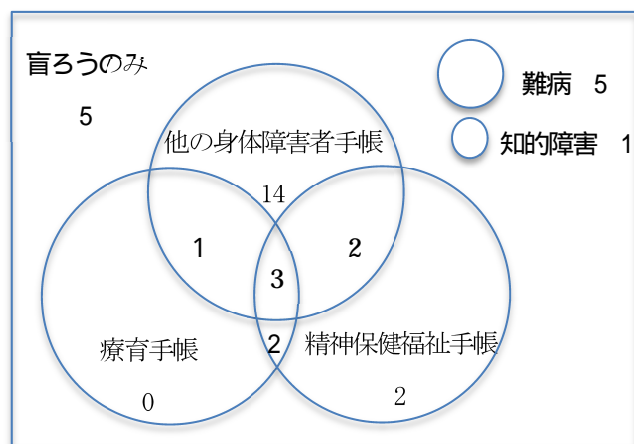 盲ろうのみ
5
難病 5
知的障害 1
他の身体障害者手帳
14
1
2
3
2
療育手帳
0
精神保健福祉手帳
2